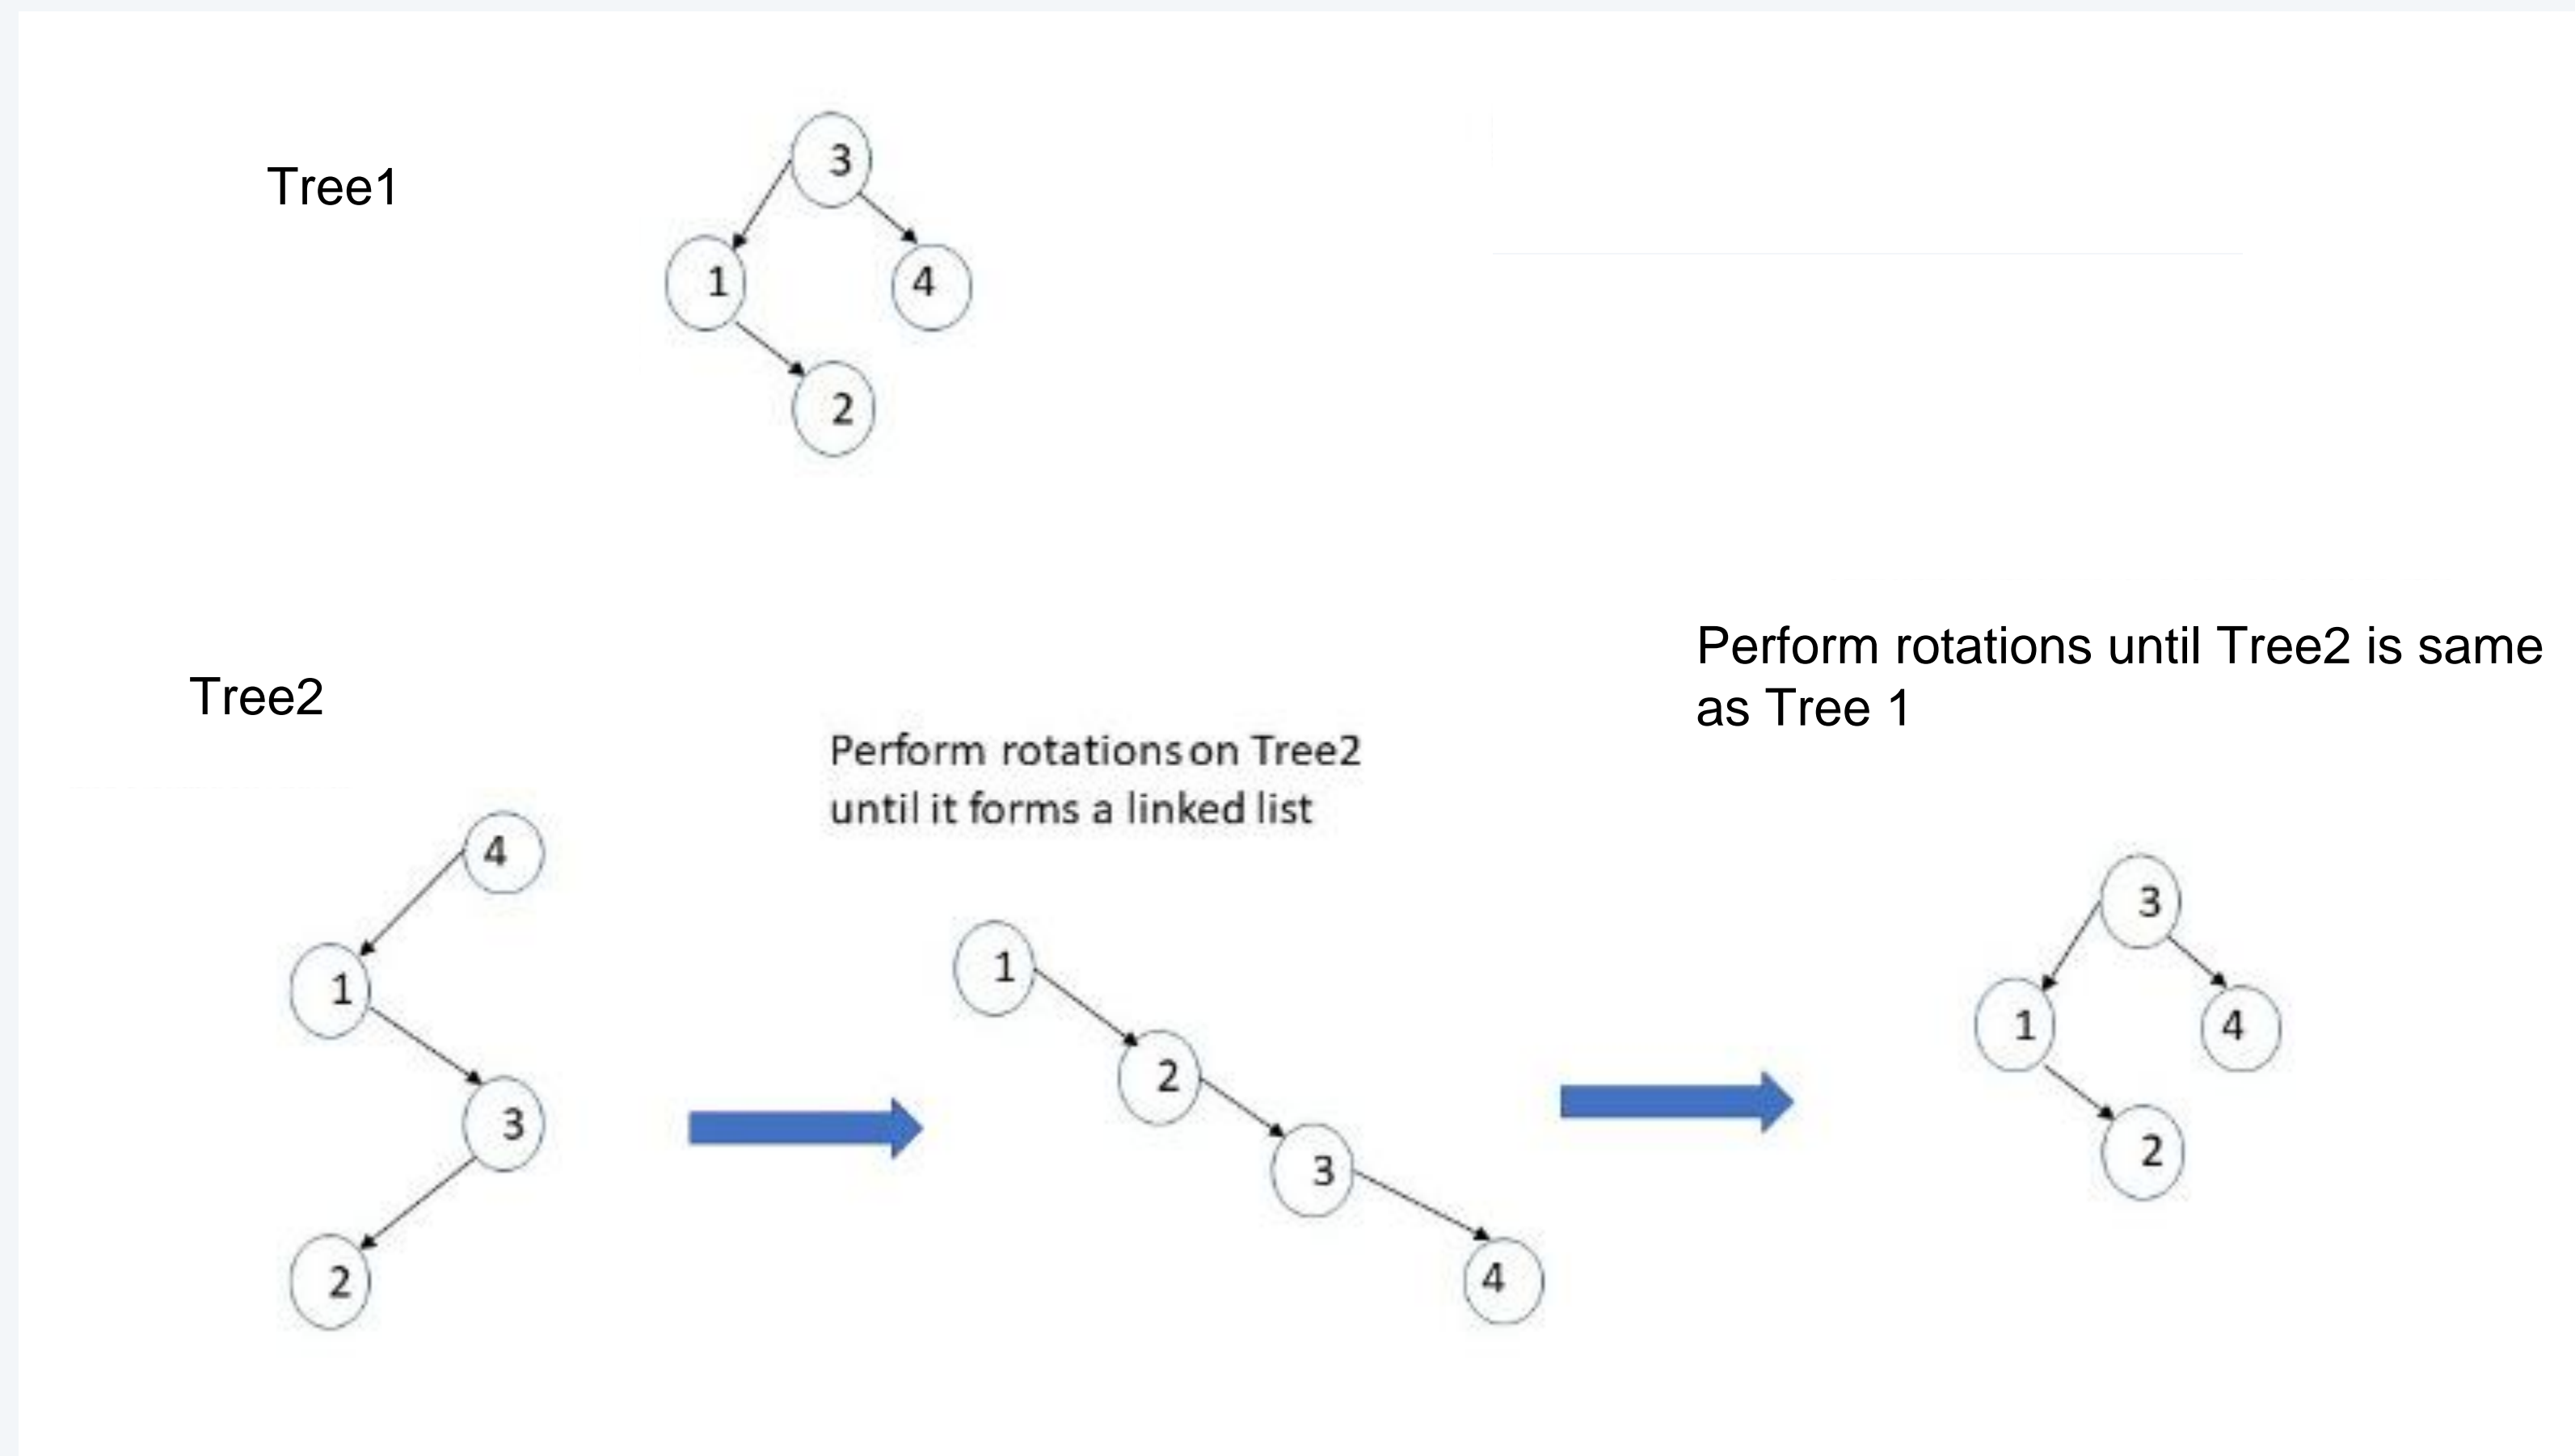 Tree1
3
1
4
2
Perform rotations until Tree2 is same
as Tree 1
Tree2
Perform rotations on Tree2
until it forms a linked list
4
1
3
2
1
2
3
4
3
1
4
2